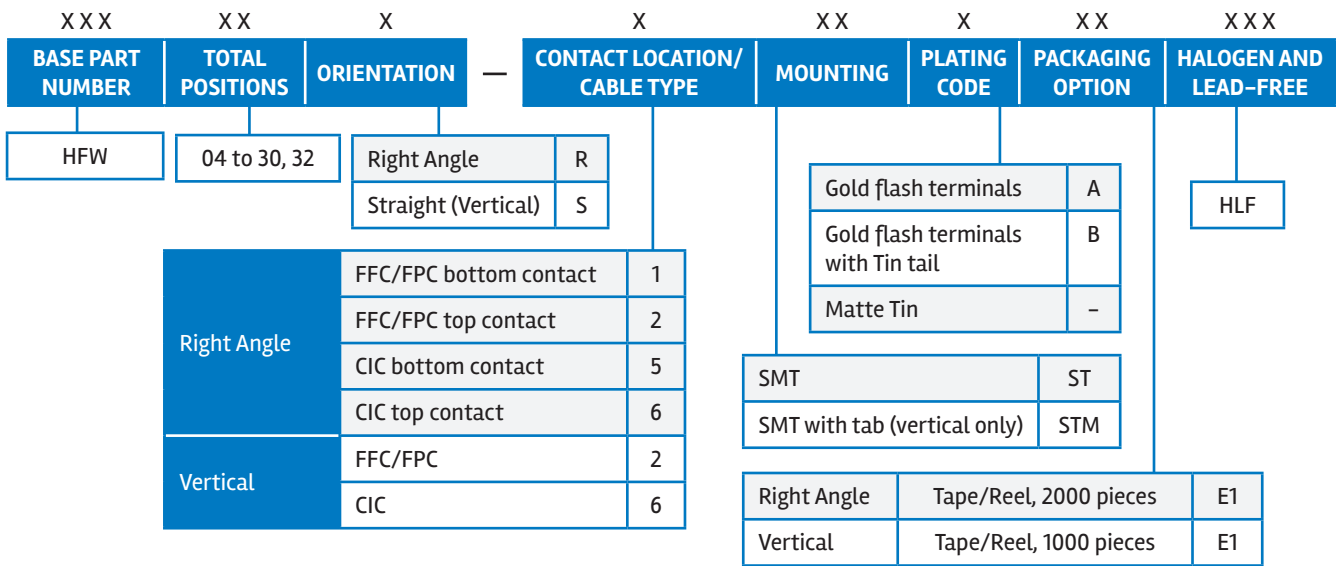 XXX XX X X XX X XX XXX
BASE PART NUMBER TOTAL POSITIONS ORIENTATION — CONTACT LOCATION/ CABLE TYPE MOUNTING PLATING CODE PACKAGING OPTION HALOGEN AND LEAD-FREE
HFW
04 to 30, 32
Right Angle R
Straight (Vertical) S
Gold flash terminals A
Gold flash terminals
with Tin tail B
Matte Tin -
HLF
Right Angle
FFC/FPC bottom contact 1
FFC/FPC top contact 2
CIC bottom contact 5
CIC top contact 6
Vertical
FFC/FPC 2
CIC 6
SMT ST
SMT with tab (vertical only) STM
Right Angle Tape/Reel, 2000 pieces E1
Vertical Tape/Reel, 1000 pieces E1